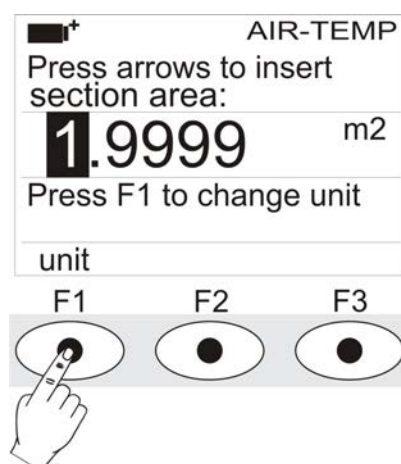 AIR-TEMP
Press arrows to insert
section area:
1.9999 m2
Press F1 to change unit
unit
F1 F2 F3